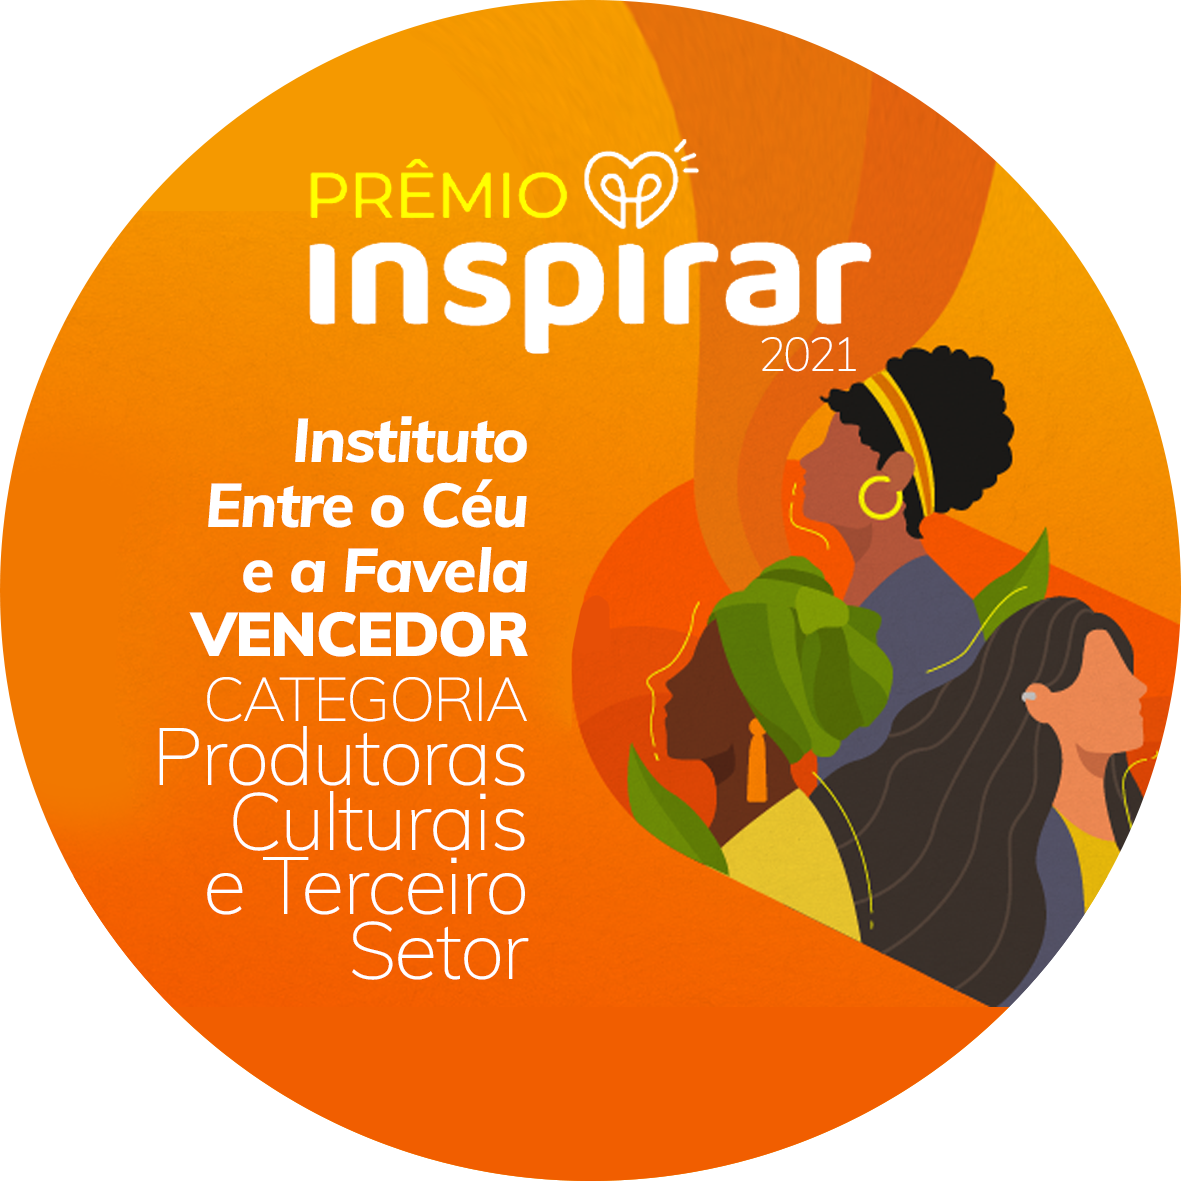 PRÊMIO
inspirar
2021
Instituto
Entre o Céu
e a Favela
VENCEDOR
CATEGORIA
Produtoras
Culturais
e Terceiro
Setor